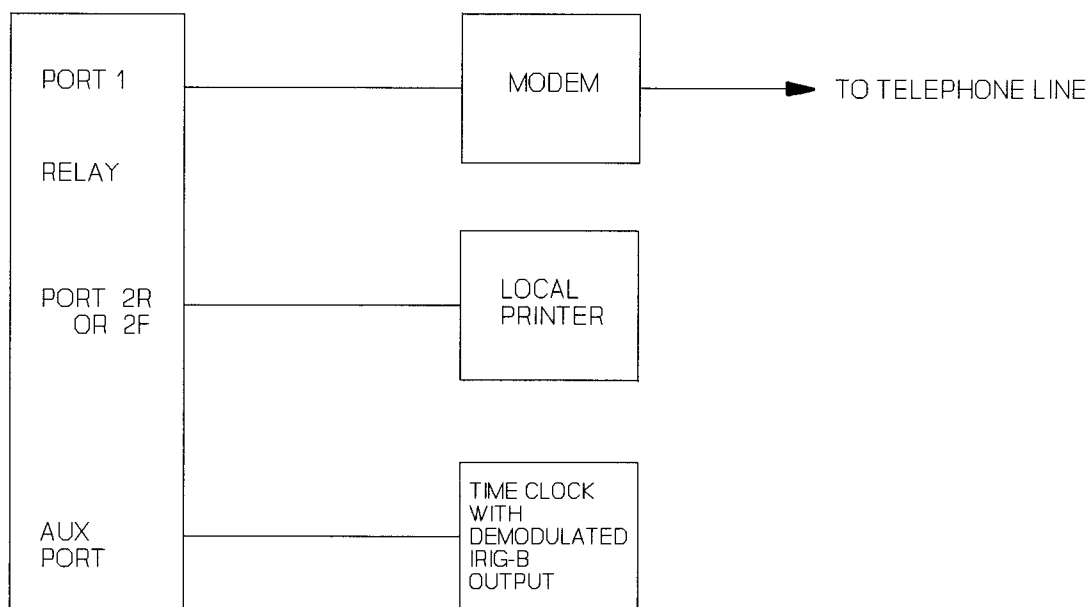 PORT 1
MODEM
TO TELEPHONE LINE
RELAY
PORT 2R
OR 2F
LOCAL
PRINTER
AUX
PORT
TIME CLOCK
WITH
DEMODULATED
IRIG-B
OUTPUT